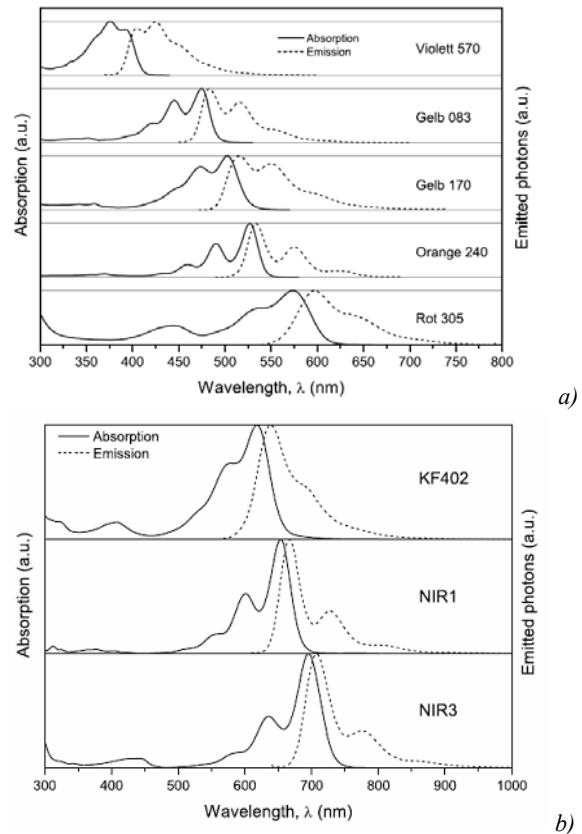 Absorption
Emission
Violett 570
Gelb 083
Gelb 170
Orange 240
Rot 305
Absorption (a.u.)
Emitted photons (a.u.)
300 350 400 450 500 550 600 650 700 750 800
Wavelength, λ (nm)
a)
Absorption
Emission
KF402
NIR1
NIR3
Absorption (a.u.)
Emitted photons (a.u.)
300 400 500 600 700 800 900 1000
Wavelength, λ (nm)
b)